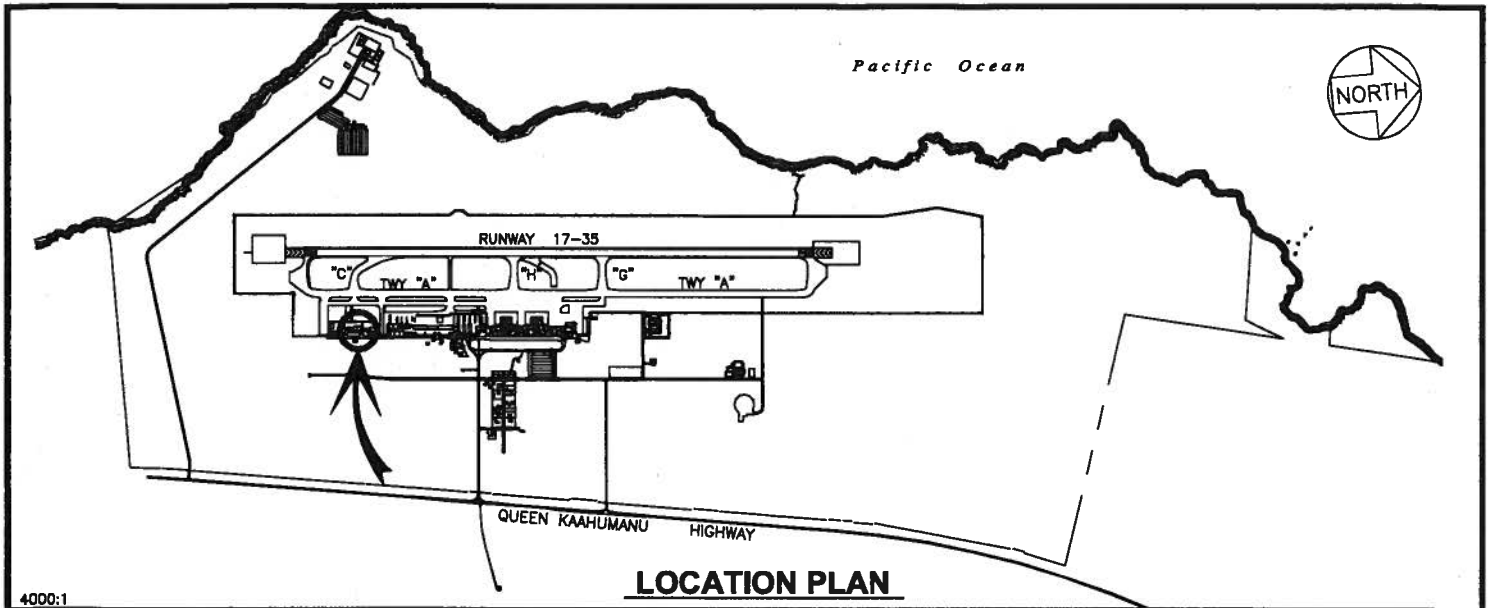 Pacific Ocean
NORTH
RUNWAY 17-35
"C"
TWY "A"
"H"
"G"
TWY "A"
QUEEN KAAHUMANU HIGHWAY
LOCATION PLAN
4000:1